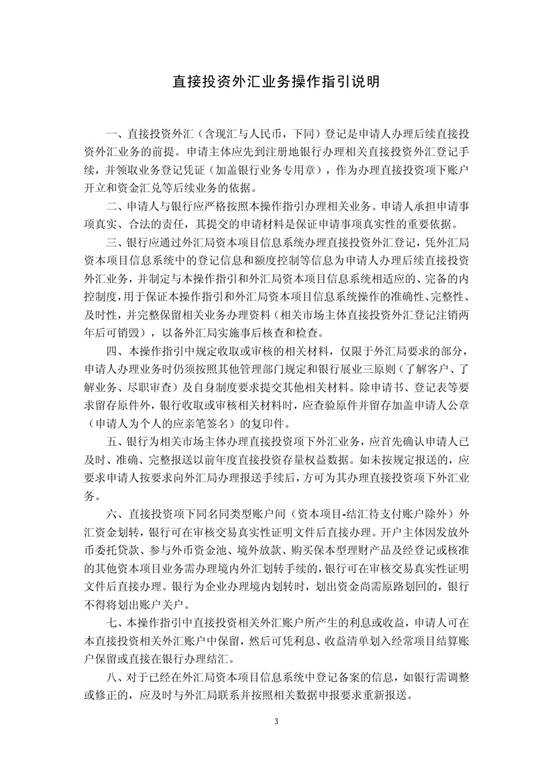 直接投资外汇业务操作指引说明
一、直接投资外汇（含现汇与人民币，下同）登记是申请人办理后续直接投
资外汇业务的前提。申请主体应先到注册地银行办理相关直接投资外汇登记手
续，并领取业务登记凭证（加盖银行业务专用章），作为办理直接投资项下账户
开立和资金汇兑等后续业务的依据。
二、申请人与银行应严格按照本操作指引办理相关业务。申请人承担申请事
项真实、合法的责任，其提交的申请材料是保证申请事项真实性的重要依据。
三、银行应通过外汇局资本项目信息系统办理直接投资外汇登记，凭外汇局
资本项目信息系统中的登记信息和额度控制等信息为申请人办理后续直接投资
外汇业务，并制定与本操作指引和外汇局资本项目信息系统相适应的、完备的内
控制度，用于保证本操作指引和外汇局资本项目信息系统操作的准确性、完整性、
及时性，并完整保留相关业务办理资料（相关市场主体直接投资外汇登记注销两
年后可销毁），以备外汇局实施事后核查和检查。
四、本操作指引中规定收取或审核的相关材料，仅限于外汇局要求的部分，
申请人办理业务时仍须按照其他管理部门规定和银行展业三原则（了解客户、了
解业务、尽职审查）及自身制度要求提交其他相关材料。除申请书、登记表等要
求留存原件外，银行收取或审核相关材料时，应查验原件并留存加盖申请人公章
（申请人为个人的应亲笔签名）的复印件。
五、银行为相关市场主体办理直接投资项下外汇业务，应首先确认申请人已
及时、准确、完整报送以前年度直接投资存量权益数据。如未按规定报送的，应
要求申请人按要求向外汇局办理报送手续后，方可为其办理直接投资项下外汇业
务。
六、直接投资项下同名同类型账户间（资本项目-结汇待支付账户除外）外
汇资金划转，银行可在审核交易真实性证明文件后直接办理。开户主体因发放外
币委托贷款、参与外币资金池、境外放款、购买保本型理财产品及经登记或核准
的其他资本项目业务需办理境内外汇划转手续的，银行可在审核交易真实性证明
文件后直接办理。银行为企业办理境内划转时，划出资金尚需原路划回的，银行
不得将划出账户关户。
七、本操作指引中直接投资相关外汇账户所产生的利息或收益，申请人可在
本直接投资相关外汇账户中保留，然后可凭利息、收益清单划入经常项目结算账
户保留或直接在银行办理结汇。
八、对于已经在外汇局资本项目信息系统中登记备案的信息，如银行需调整
或修正的，应及时与外汇局联系并按照相关数据申报要求重新报送。
3